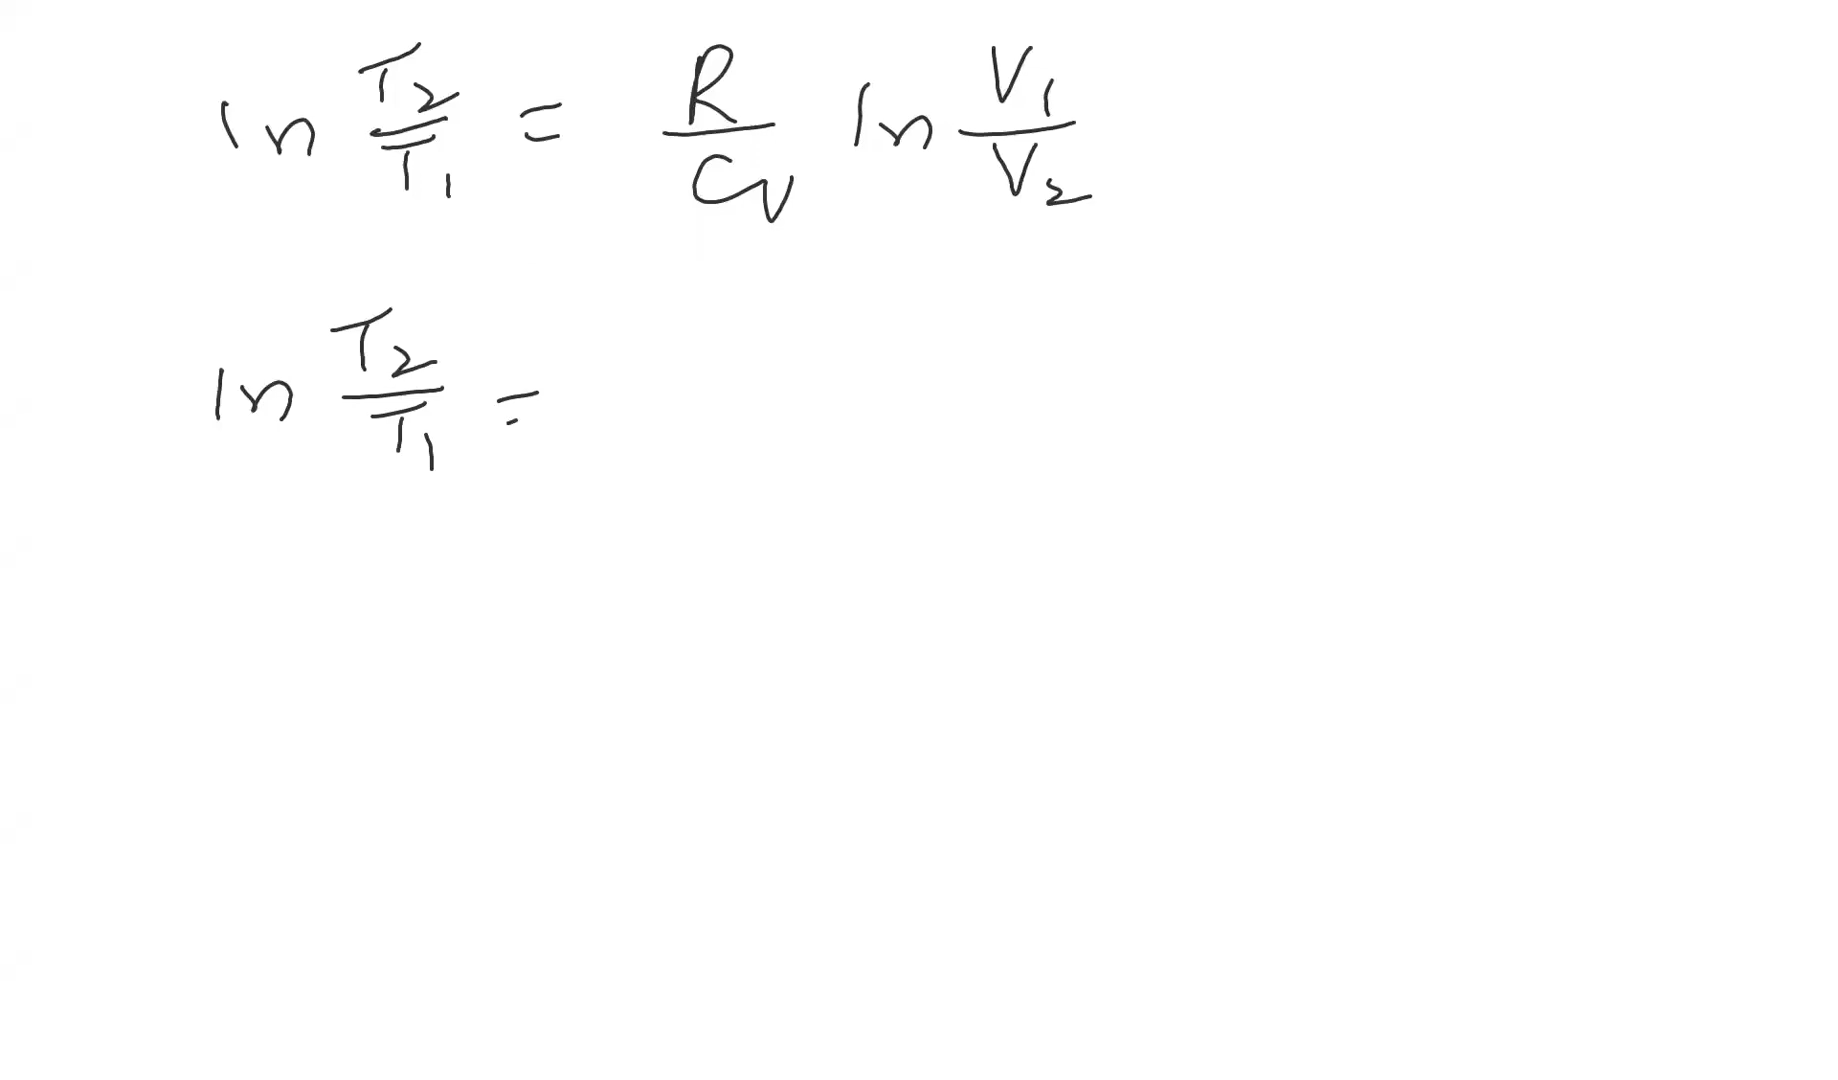 ln T₂/T₁ = R/Cv ln V₁/V₂
ln T₂/T₁ =